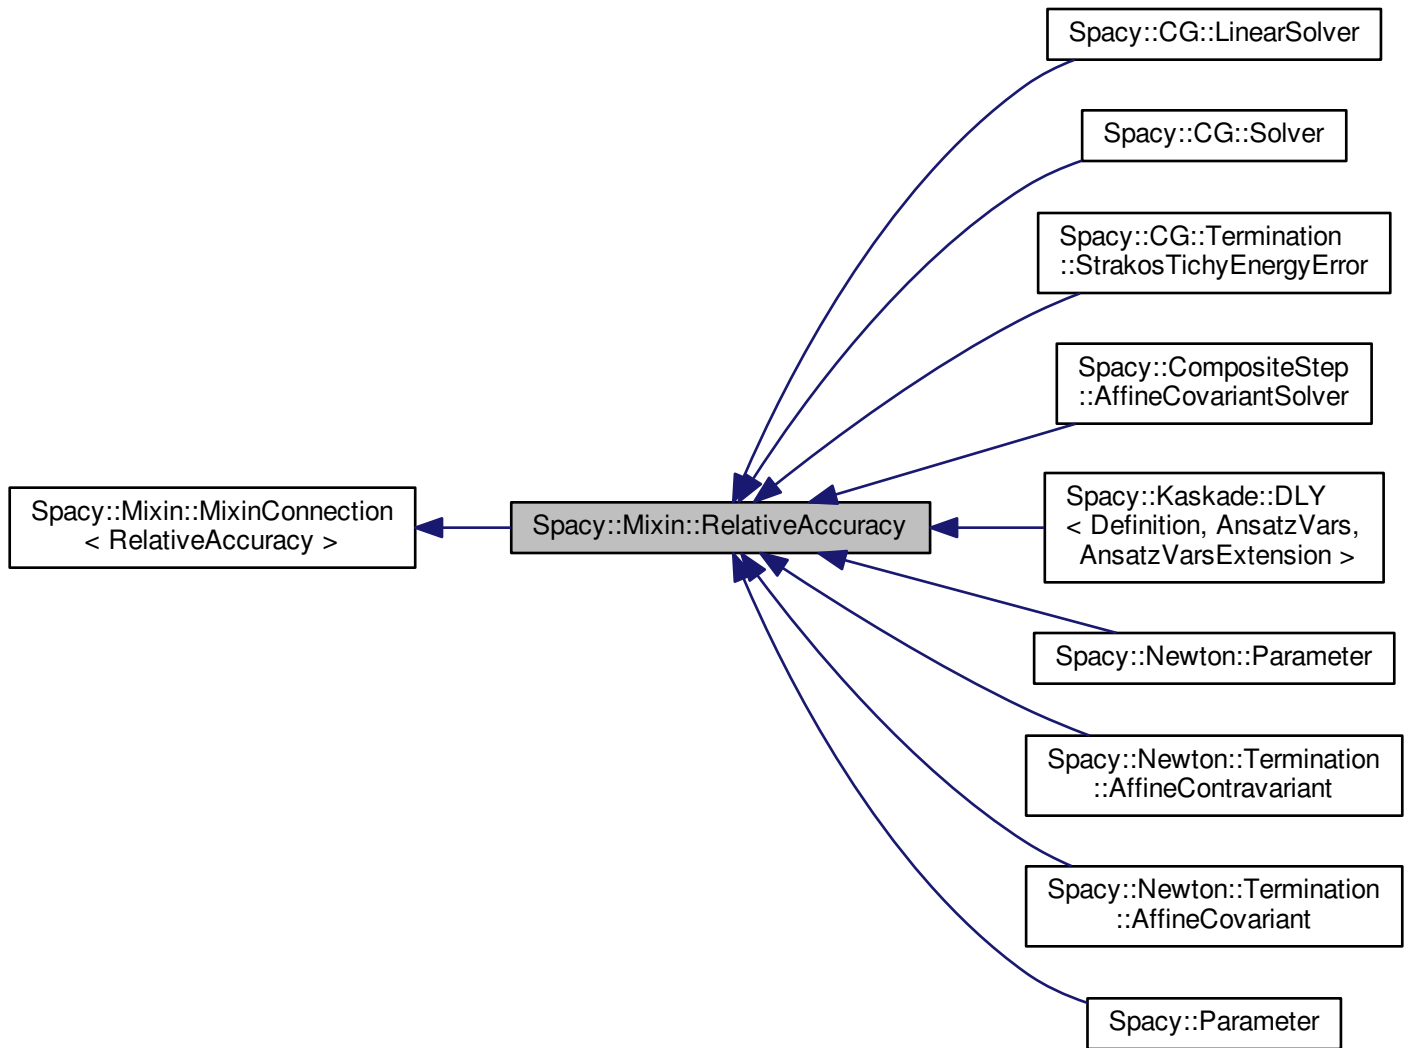 Spacy::CG::LinearSolver
Spacy::CG::Solver
Spacy::CG::Termination
::StrakosTichyEnergyError
Spacy::CompositeStep
::AffineCovariantSolver
Spacy::Mixin::MixinConnection
< RelativeAccuracy >
Spacy::Mixin::RelativeAccuracy
Spacy::Kaskade::DLY
< Definition, AnsatzVars,
AnsatzVarsExtension >
Spacy::Newton::Parameter
Spacy::Newton::Termination
::AffineContravariant
Spacy::Newton::Termination
::AffineCovariant
Spacy::Parameter